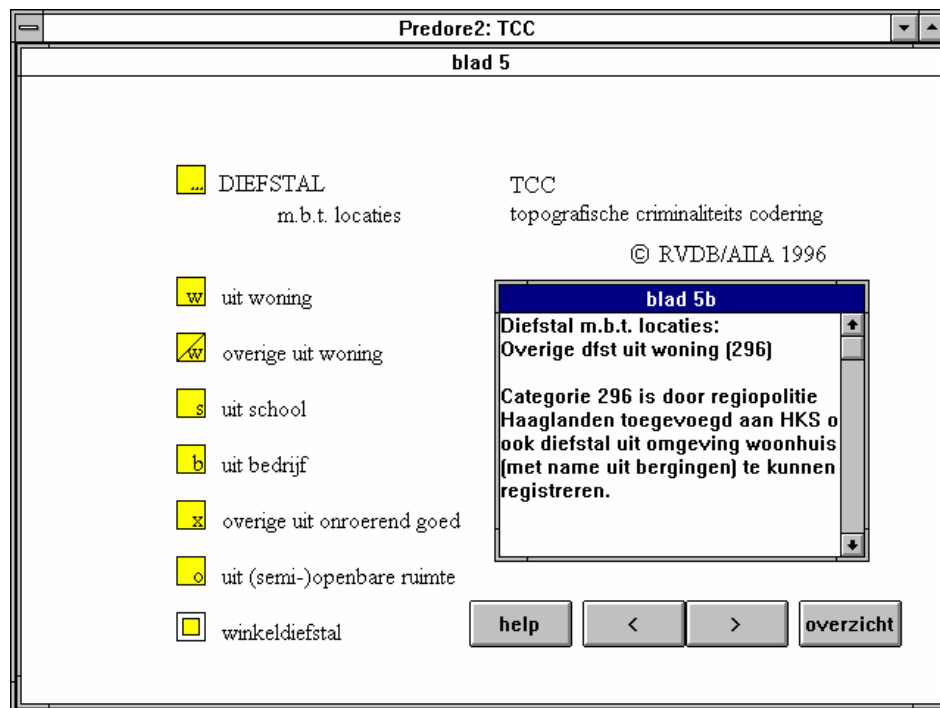 Predore2: TCC
blad 5
... DIEFSTAL
m.b.t. locaties
TCC
topografische criminaliteits codering
© RVDB/AIIA 1996
w uit woning
w overige uit woning
s uit school
b uit bedrijf
x overige uit onroerend goed
o uit (semi-)openbare ruimte
winkeldiefstal
blad 5b
Diefstal m.b.t. locaties:
Overige dfst uit woning (296)
Categorie 296 is door regiopolitie
Haaglanden toegevoegd aan HKS o
ook diefstal uit omgeving woonhuis
(met name uit bergingen) te kunnen
registreren.
help
<
>
overzicht